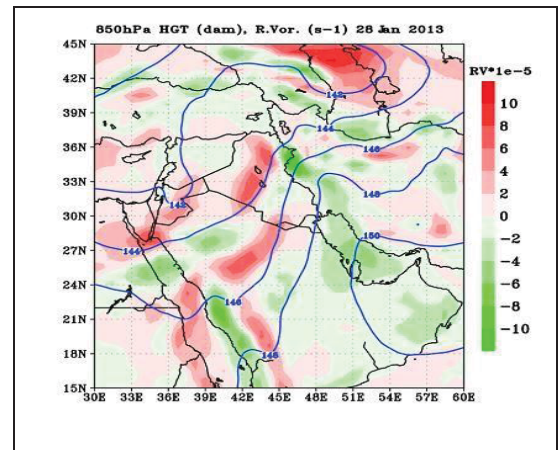 850hPa HGT (dam), R.Vor. (s-1) 28 Jan 2013
RV*1e-5
45N
42N
39N
36N
33N
30N
27N
24N
21N
18N
15N
30E 33E 36E 39E 42E 45E 48E 51E 54E 57E 60E
10
8
6
4
2
0
-2
-4
-6
-8
-10
142
144
146
148
142
150
144
146
148